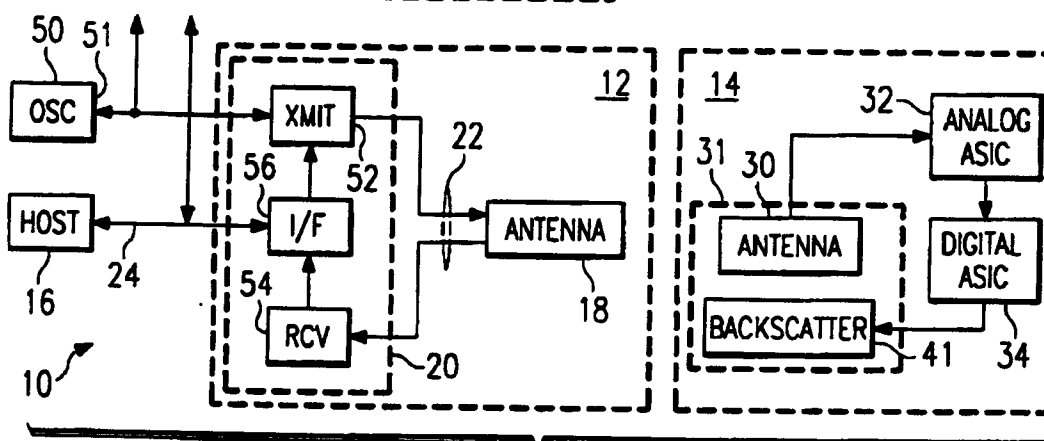 50
51
OSC
XMIT
52
12
14
32
ANALOG
ASIC
22
31
30
56
I/F
HOST
16
24
ANTENNA
18
ANTENNA
DIGITAL
ASIC
34
54
RCV
20
BACKSCATTER
41
10